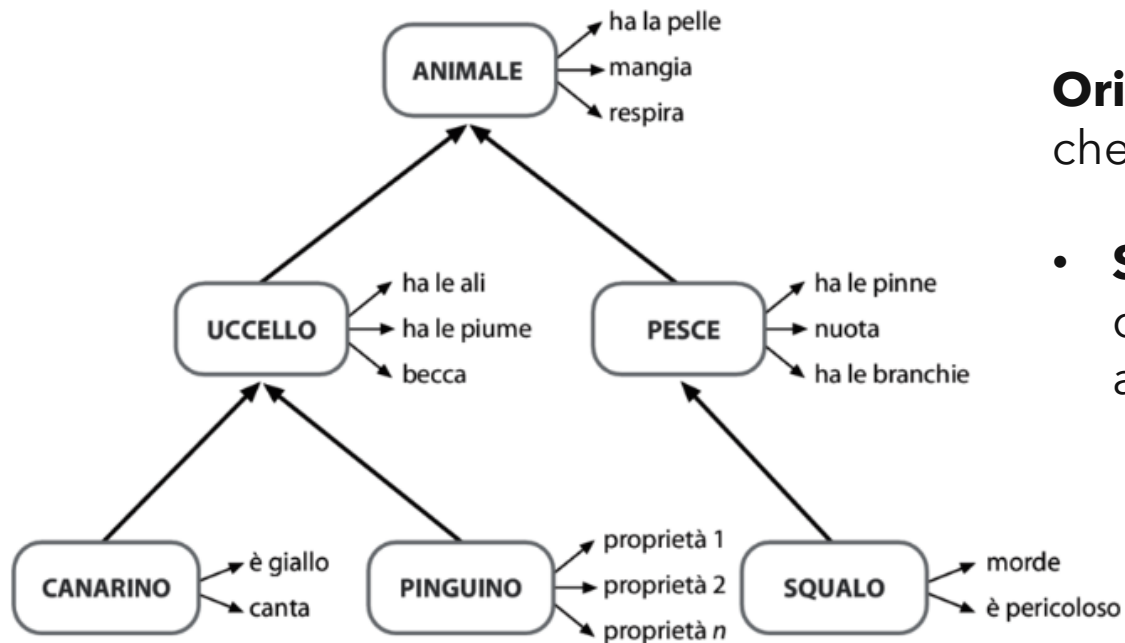 ANIMALE
ha la pelle
mangia
respira
UCCELLO
ha le ali
ha le piume
becca
PESCE
ha le pinne
nuota
ha le branchie
CANARINO
è giallo
canta
PINGUINO
proprietà 1
proprietà 2
proprietà n
SQUALO
morde
è pericoloso
che
•